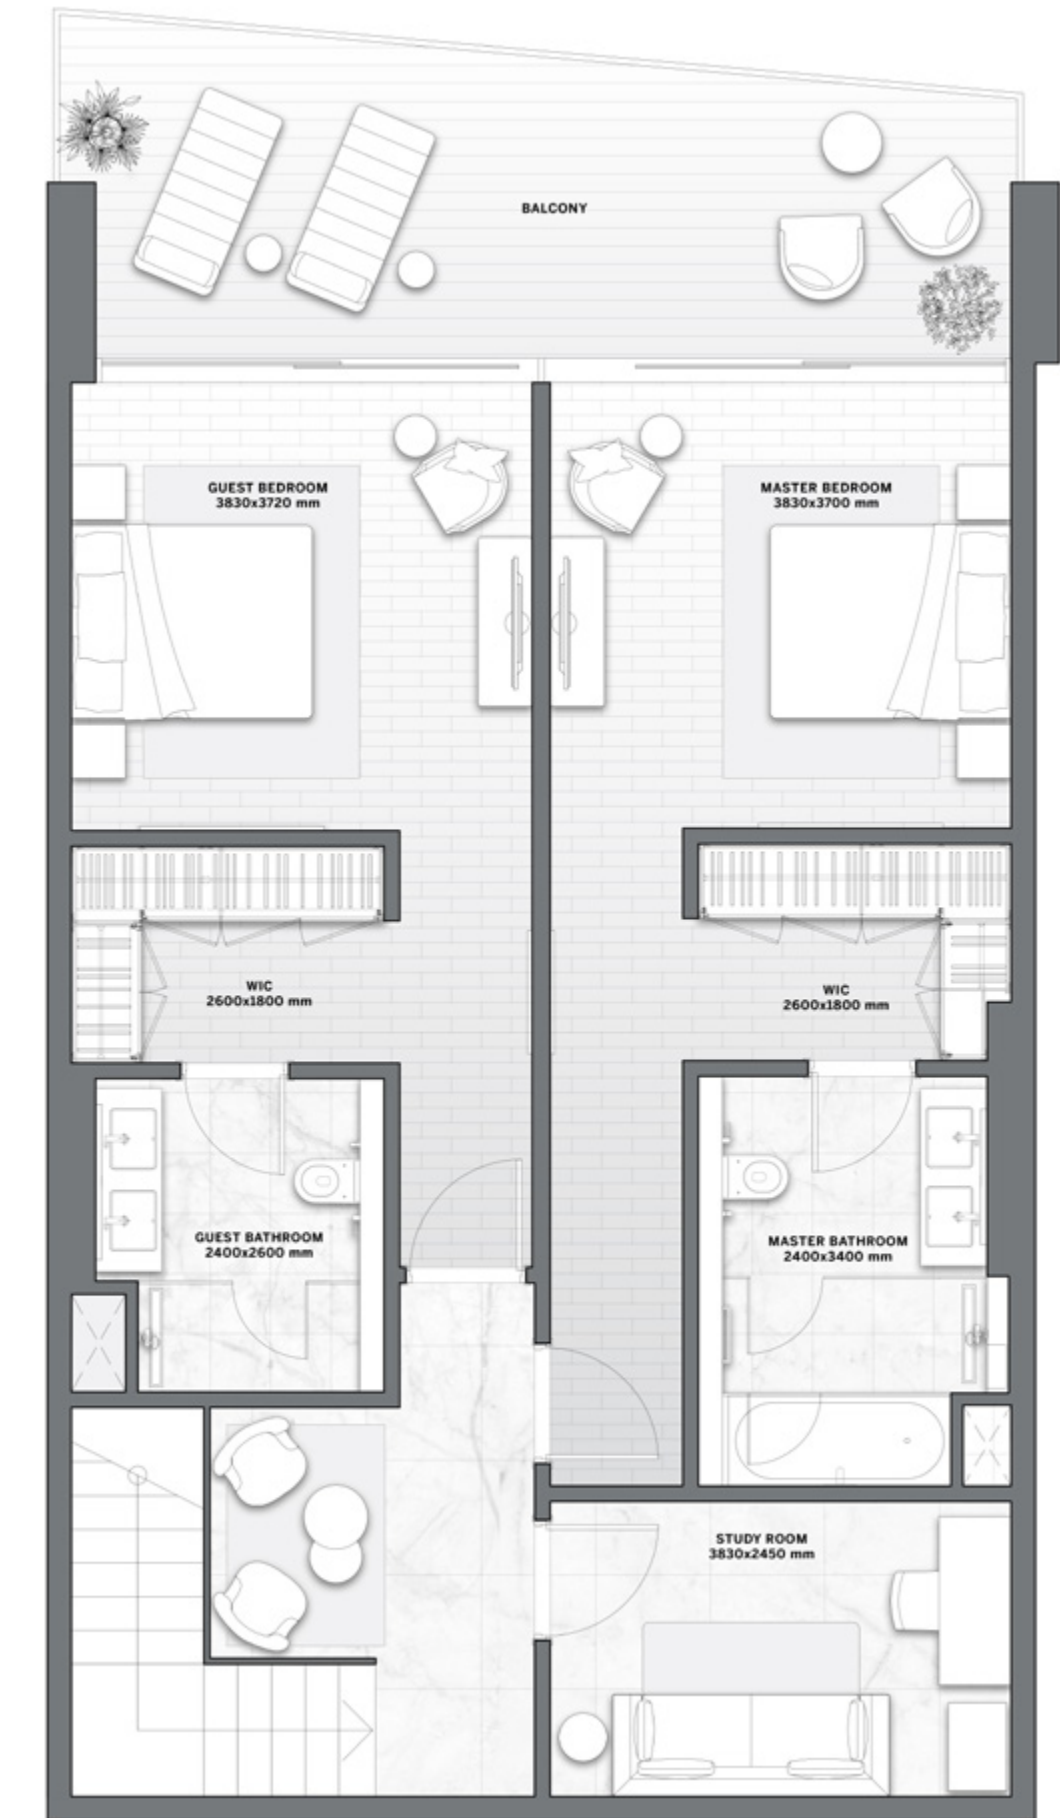 BALCONY
GUEST BEDROOM
3830x3720 mm
MASTER BEDROOM
3830x3700 mm
WIC
2600x1800 mm
WIC
2600x1800 mm
GUEST BATHROOM
2400x2600 mm
MASTER BATHROOM
2400x3400 mm
STUDY ROOM
3830x2450 mm